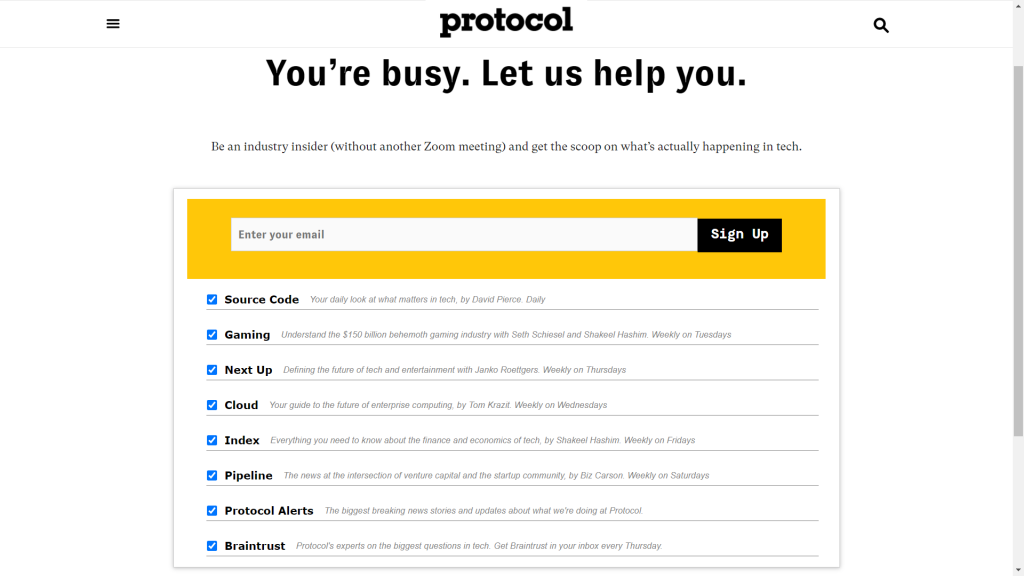 protocol
You're busy. Let us help you.
Be an industry insider (without another Zoom meeting) and get the scoop on what's actually happening in tech.
Enter your email Sign Up
Source Code Your daily look at what matters in tech, by David Pierce. Daily
Gaming Understand the $150 billion behemoth gaming industry with Seth Schiesel and Shakeel Hashim. Weekly on Tuesdays
Next Up Defining the future of tech and entertainment with Janko Roettgers. Weekly on Thursdays
Cloud Your guide to the future of enterprise computing, by Tom Krazit. Weekly on Wednesdays
Index Everything you need to know about the finance and economics of tech, by Shakeel Hashim. Weekly on Fridays
Pipeline The news at the intersection of venture capital and the startup community, by Biz Carson. Weekly on Saturdays
Protocol Alerts The biggest breaking news stories and updates about what we're doing at Protocol.
Braintrust Protocol's experts on the biggest questions in tech. Get Braintrust in your inbox every Thursday.